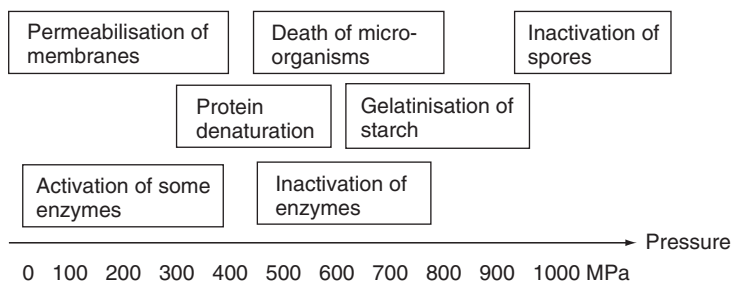 Permeabilisation of
membranes
Death of micro-
organisms
Inactivation of
spores
Protein
denaturation
Gelatinisation of
starch
Activation of some
enzymes
Inactivation of
enzymes
Pressure
0 100 200 300 400 500 600 700 800 900 1000 MPa